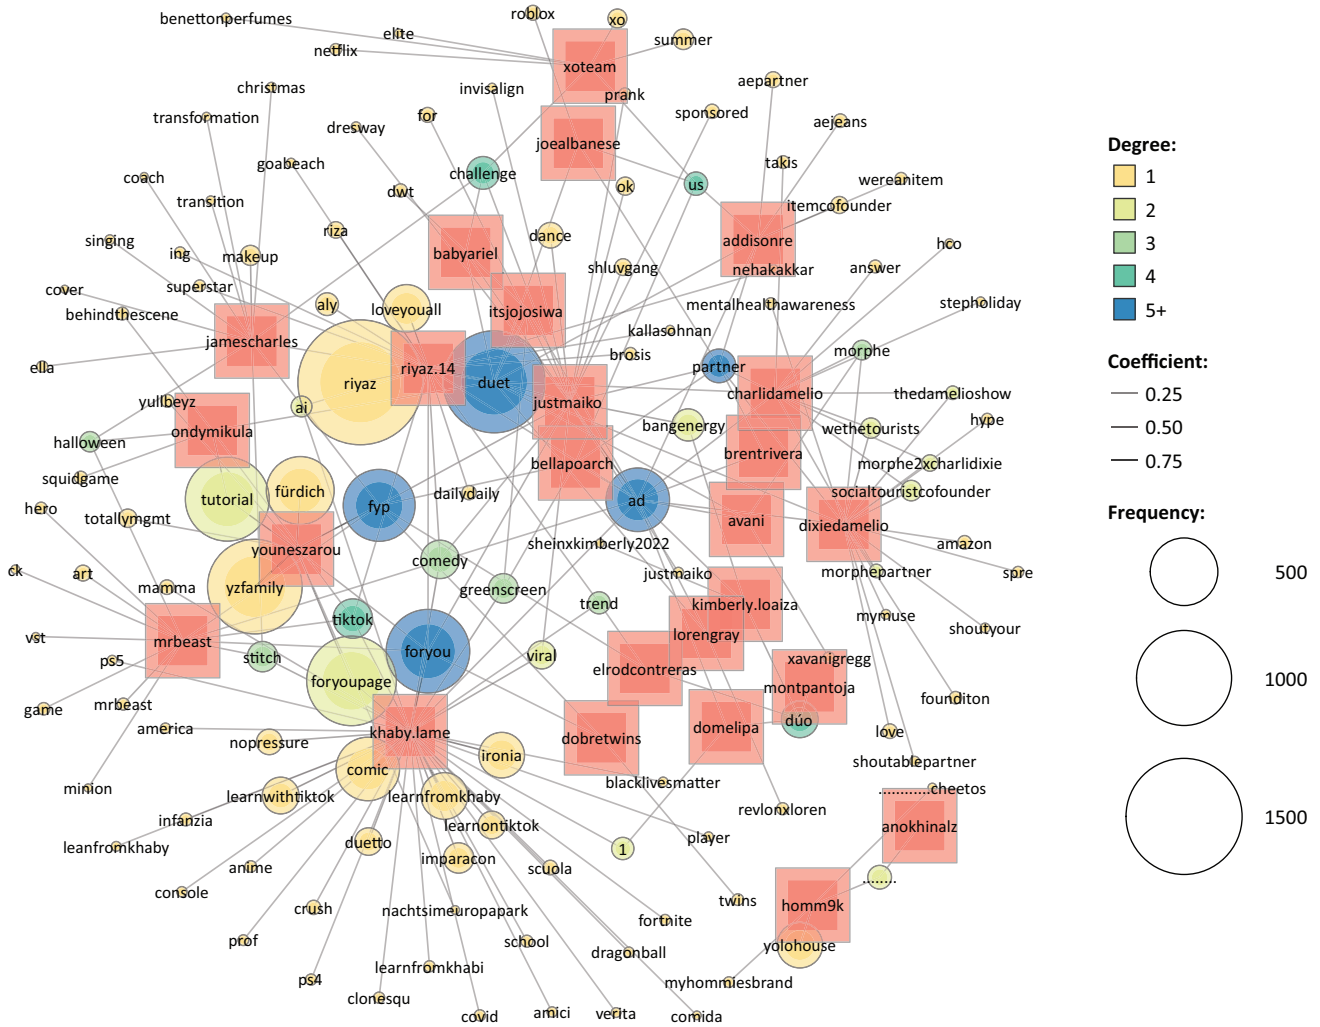 roblox
benettonperfumes
xo
elite
summer
netflix
xoteam
aepartner
christmas
invisalign
prank
sponsored
transformation
for
aejeans
dresway
joealbanese
goabeach
takis
challenge
coach
us
wereanitem
ok
dwt
transition
itemcofounder
riza
dance
singing
addisonre
hco
ing
makeup
babyariel
shluvgang
nehakakkar
answer
superstar
cover
aly
loveyouall
itsjojosiwa
mentalhealthawareness
stepholiday
behindthescene
kallasohnan
jamescharles
brosis
morphe
ella
riyaz.14
partner
riyaz
duet
charlidamelio
thedamelioshow
yullbeyz
ai
justmaiko
hype
ondymikula
bangenergy
wethetourists
halloween
brentrivera
bellapoarch
morphe2xcharlidixie
squidgame
fürdich
dailydaily
socialtouristcofounder
tutorial
ad
hero
fyp
totallymgmt
avani
dixiedamelio
youneszarou
sheinxkimberly2022
amazon
comedy
ck
art
justmaiko
morphepartner
spre
mamma
yzfamily
greenscreen
trend
kimberly.loaiza
mymuse
tiktok
shoutyour
vst
mrbeast
lorengray
foryou
viral
ps5
stitch
elrodcontreras
xavanigregg
foryoupage
montpantoja
founditon
game
mrbeast
dúo
america
khaby.lame
domelipa
love
nopressure
dobretwins
ironia
shoutablepartner
comic
blacklivesmatter
minion
............cheetos
learnwithtiktok
learnfromkhaby
revlonxloren
infanzia
learnontiktok
anokhinalz
leanfromkhaby
duetto
player
1
imparacon
anime
scuola
.......
console
twins
crush
nachtsimeuropapark
fortnite
homm9k
prof
school
yolohouse
dragonball
learnfromkhabi
ps4
myhommiesbrand
clonesqu
covid
amici
verita
comida
Degree:
1
2
3
4
5+
Coefficient:
0.25
0.50
0.75
Frequency:
500
1000
1500